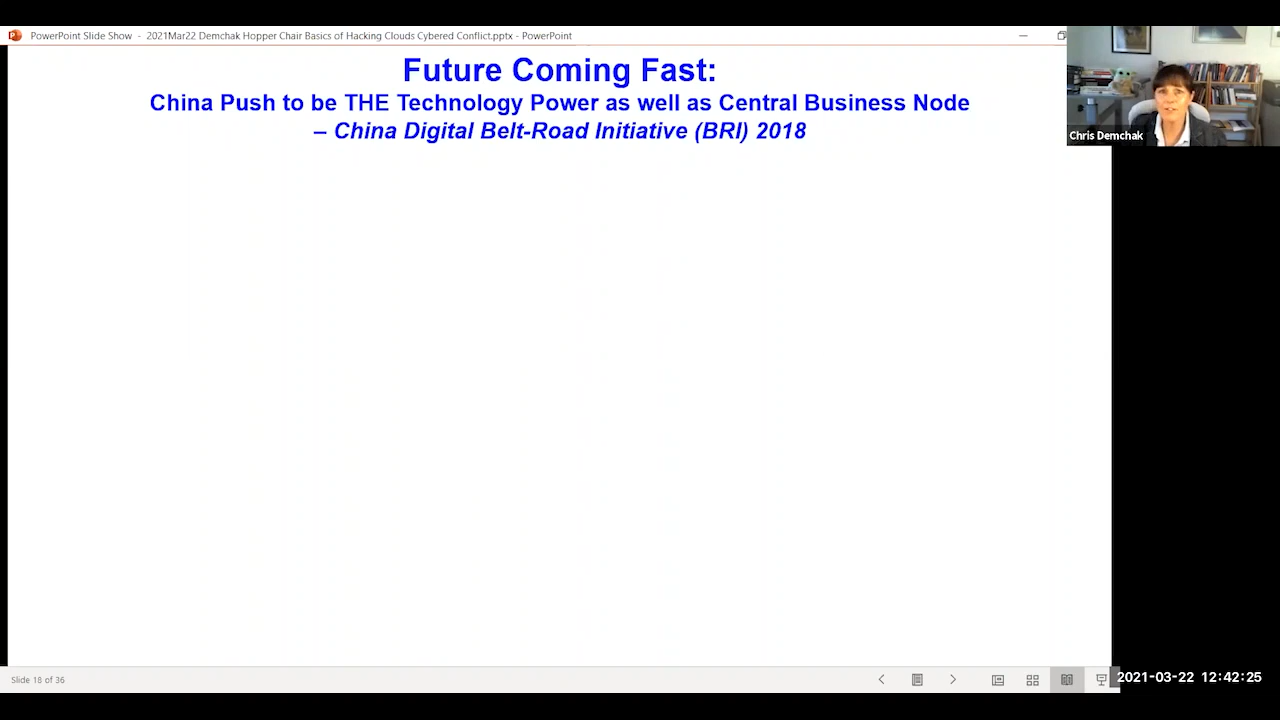 PowerPoint Slide Show - 2021Mar22 Demchak Hopper Chair Basics of Hacking Clouds Cybered Conflict.pptx - PowerPoint
Future Coming Fast:
China Push to be THE Technology Power as well as Central Business Node
– China Digital Belt-Road Initiative (BRI) 2018
Chris Demchak
Slide 18 of 36
2021-03-22 12:42:25